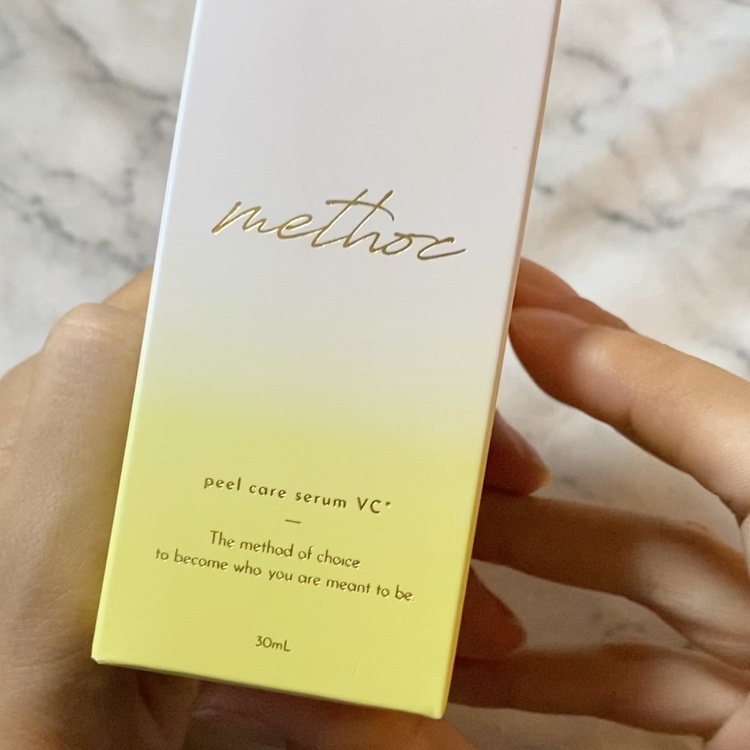 methoc
peel care serum VC*
The method of choice
to become who you are meant to be.
30mL